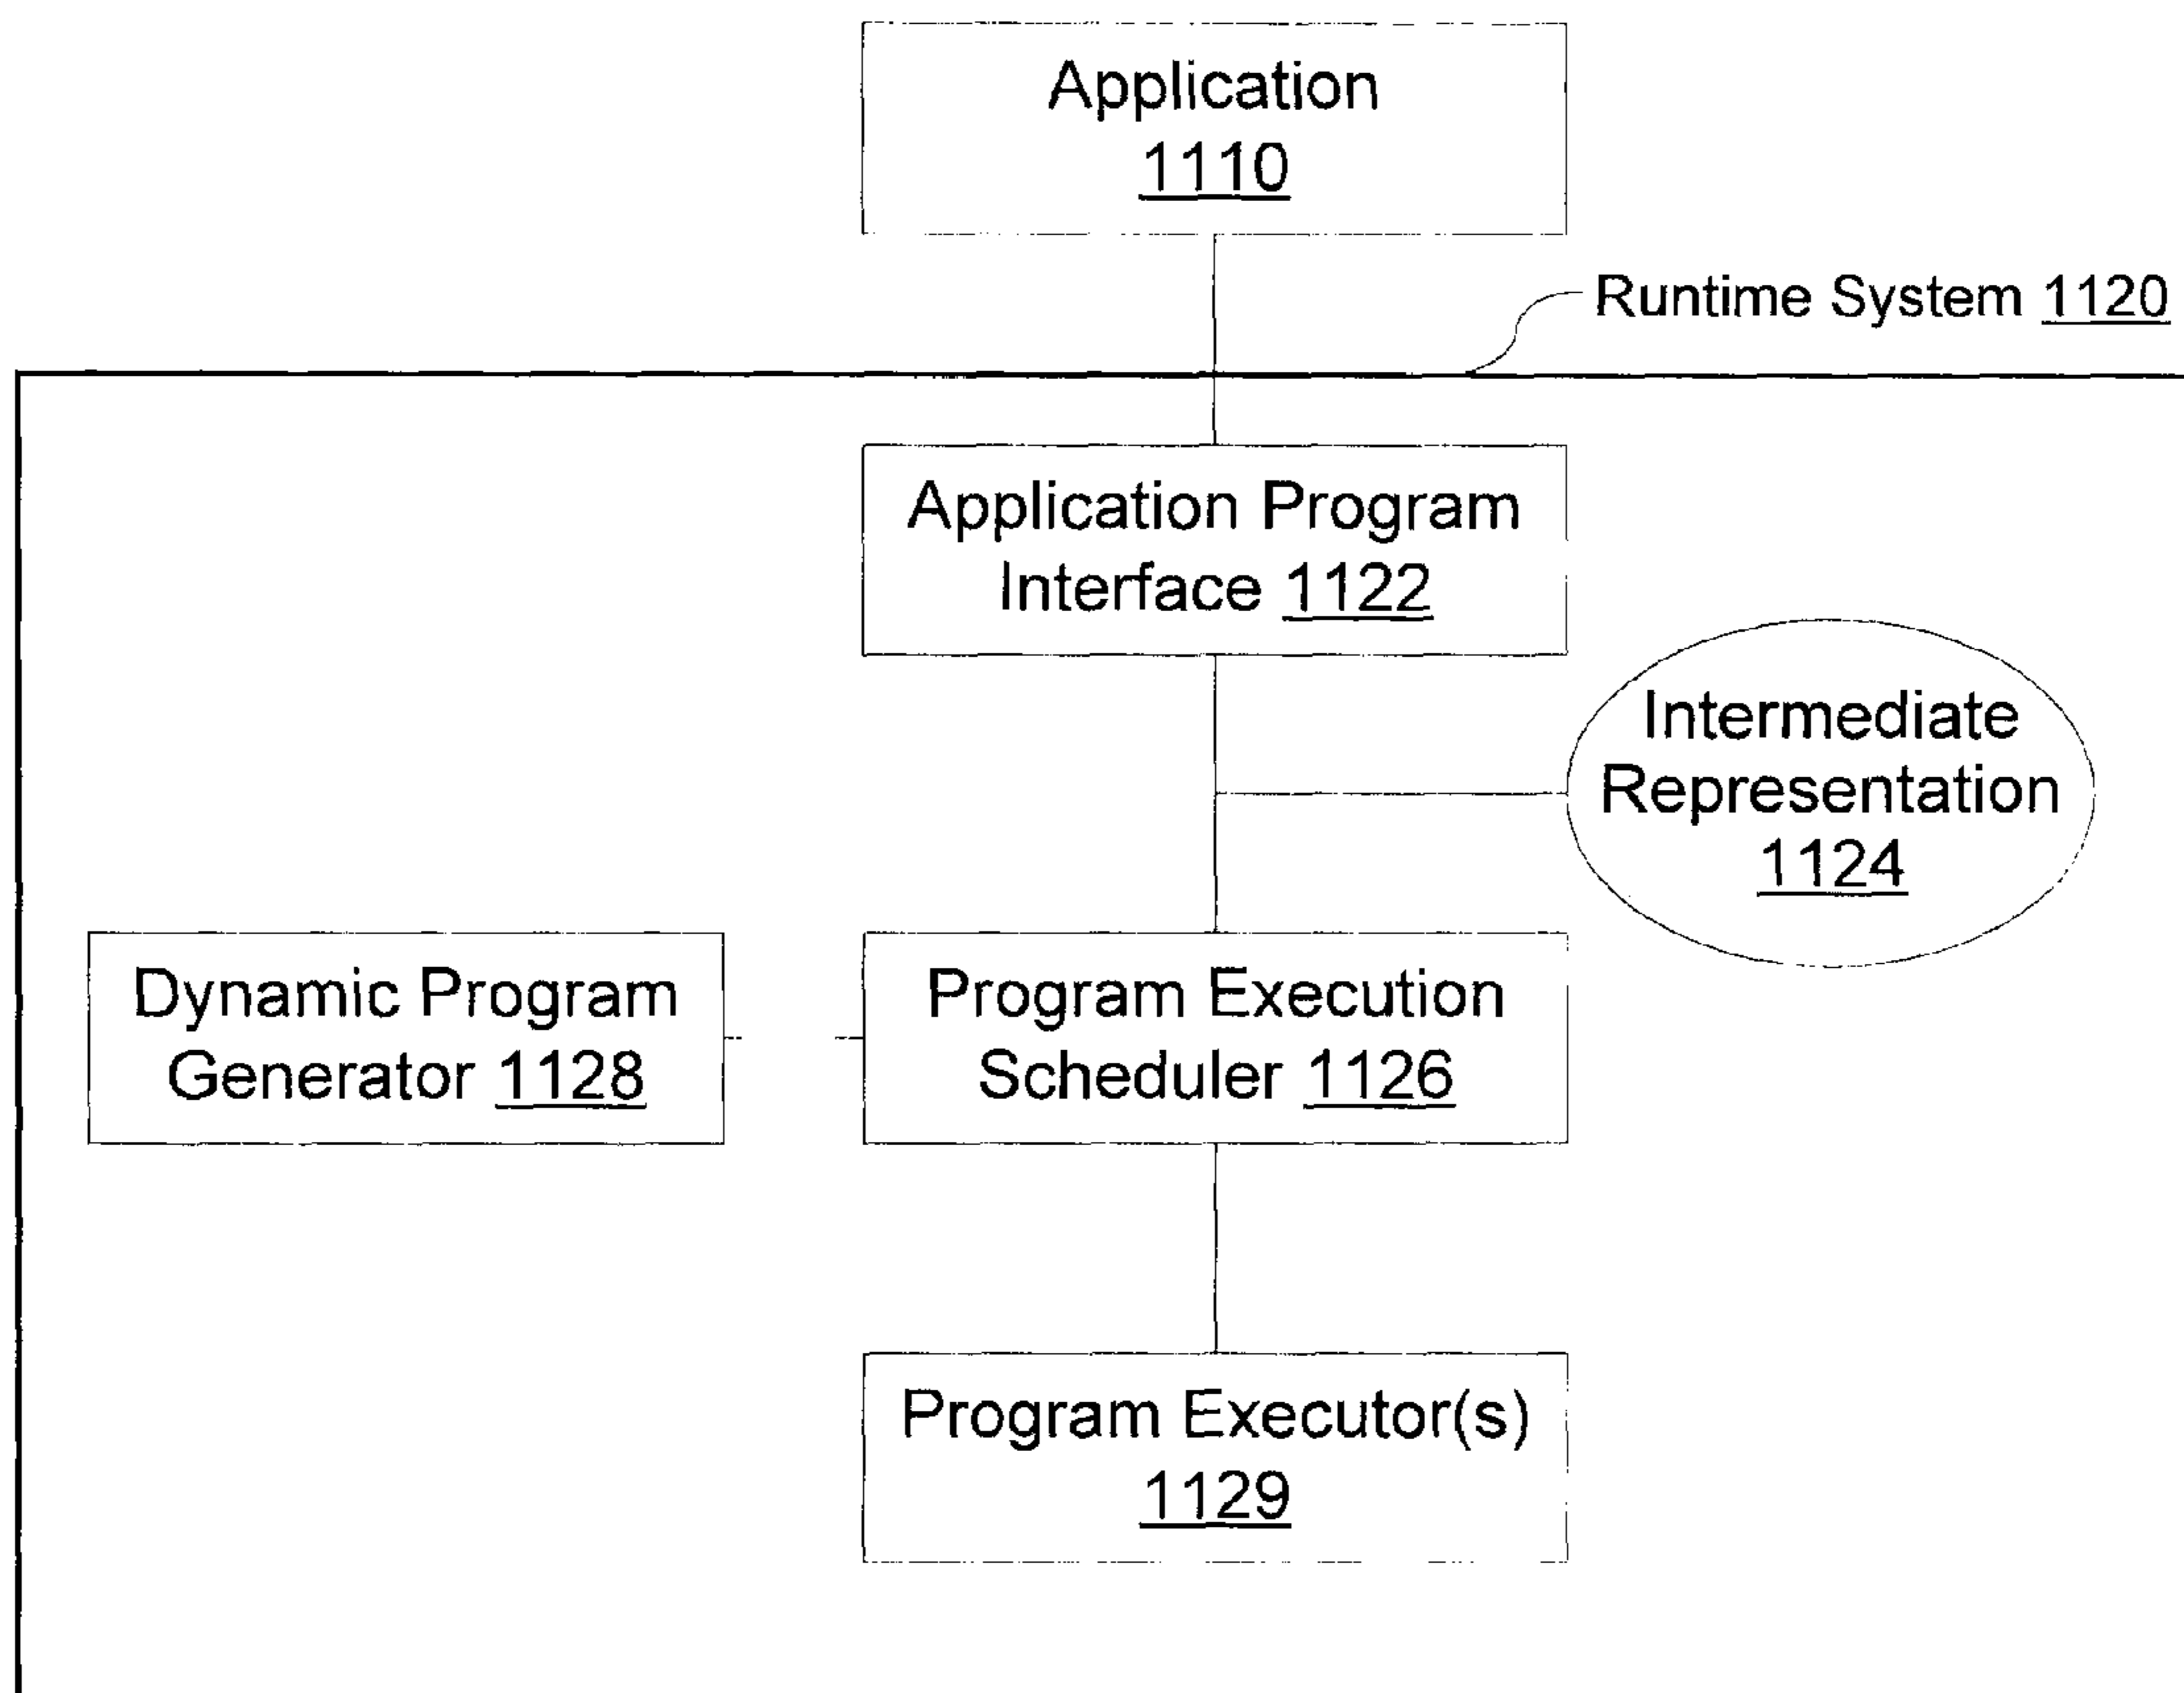 Application
1110
Runtime System 1120
Application Program
Interface 1122
Intermediate
Representation
1124
Dynamic Program
Generator 1128
Program Execution
Scheduler 1126
Program Executor(s)
1129